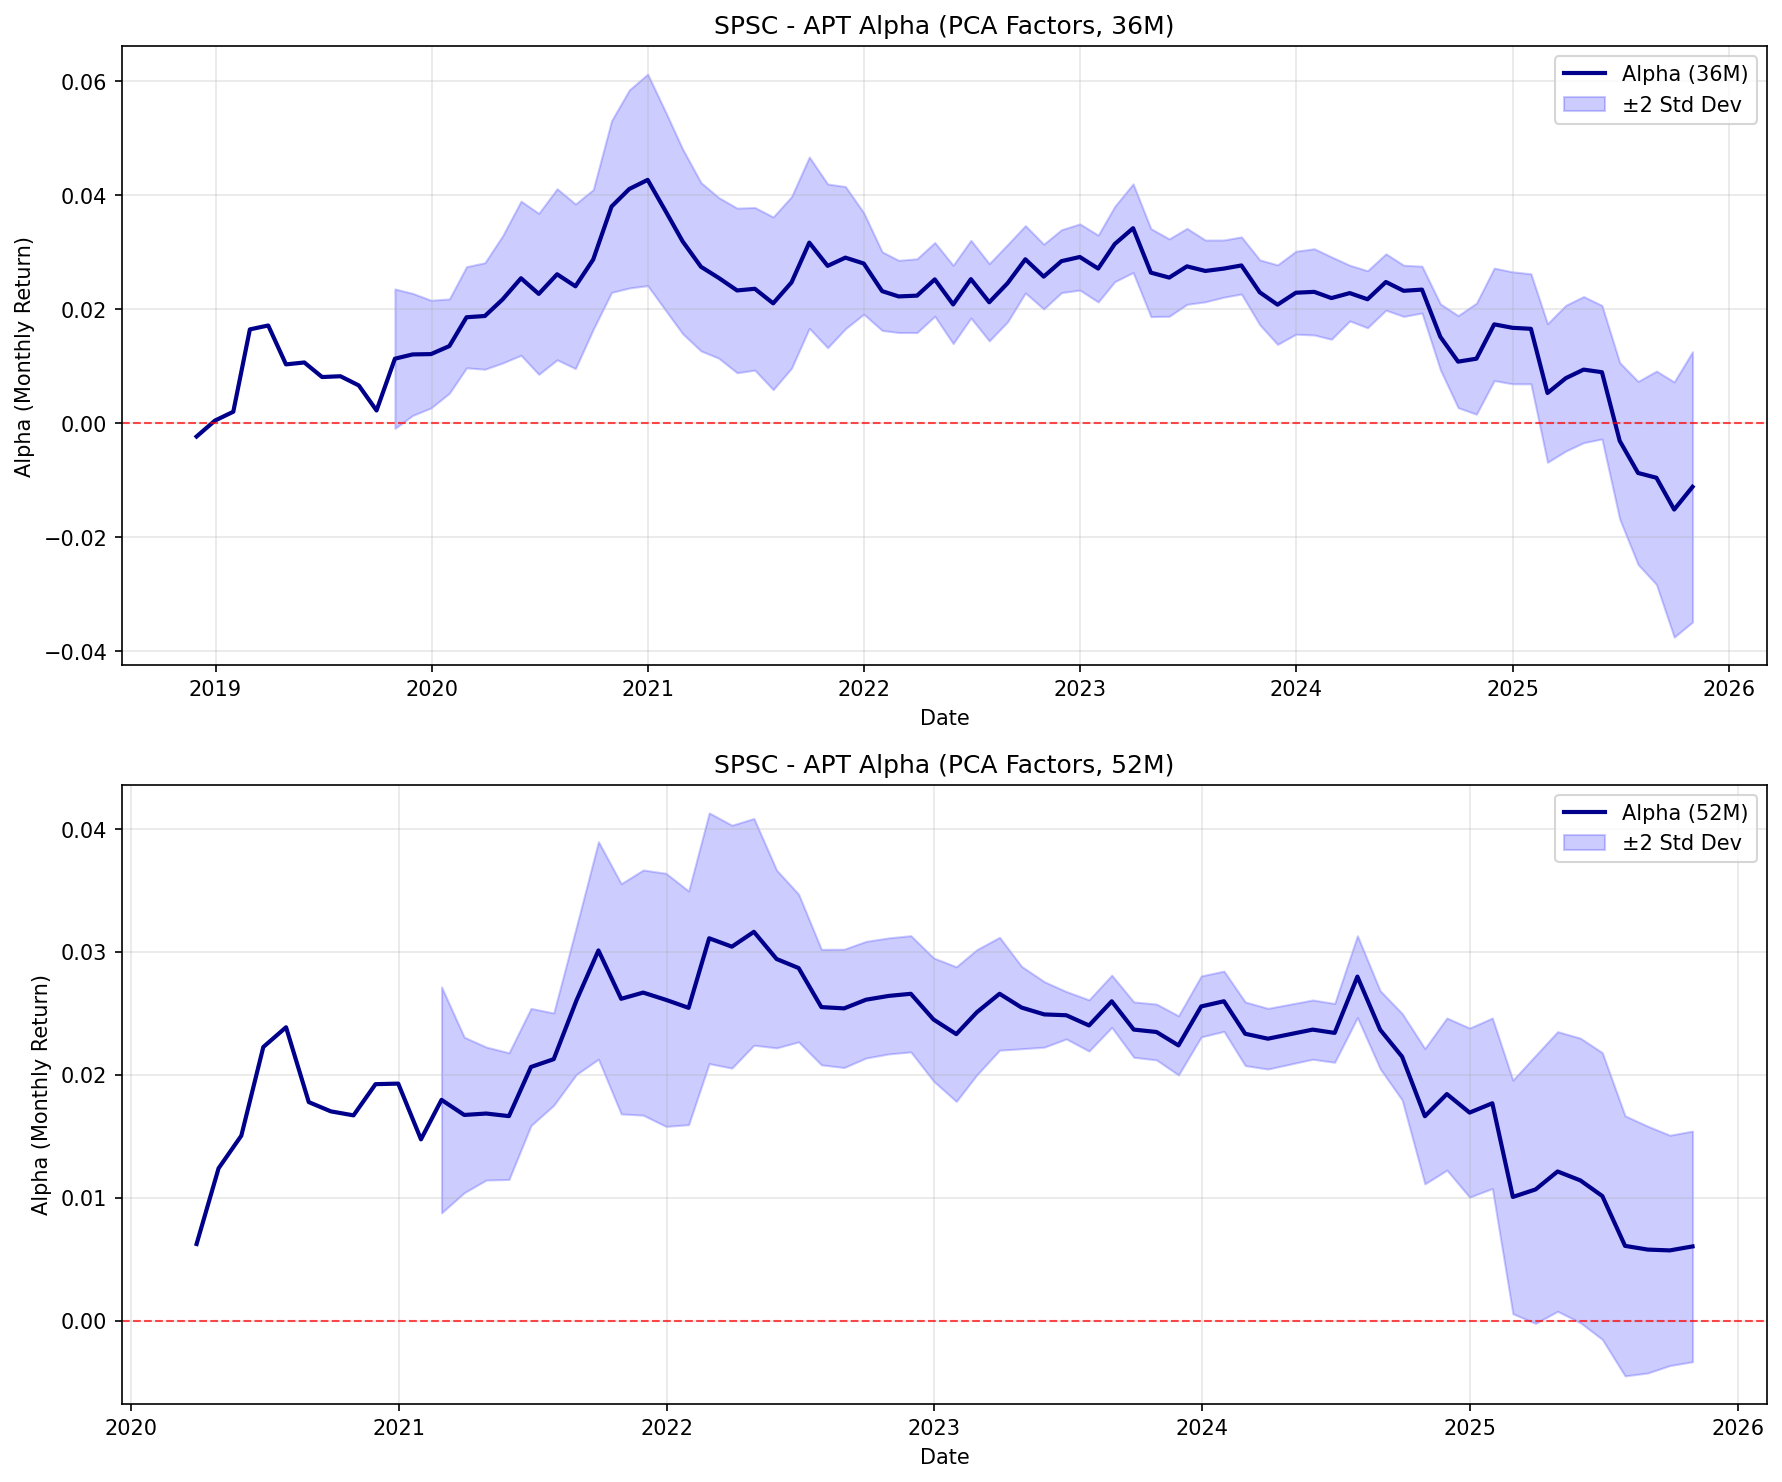 SPSC - APT Alpha (PCA Factors, 36M)
Alpha (Monthly Return)
0.06
0.04
0.02
0.00
−0.02
−0.04
Alpha (36M)
±2 Std Dev
2019 2020 2021 2022 2023 2024 2025 2026
Date
SPSC - APT Alpha (PCA Factors, 52M)
Alpha (Monthly Return)
0.04
0.03
0.02
0.01
0.00
Alpha (52M)
±2 Std Dev
2020 2021 2022 2023 2024 2025 2026
Date